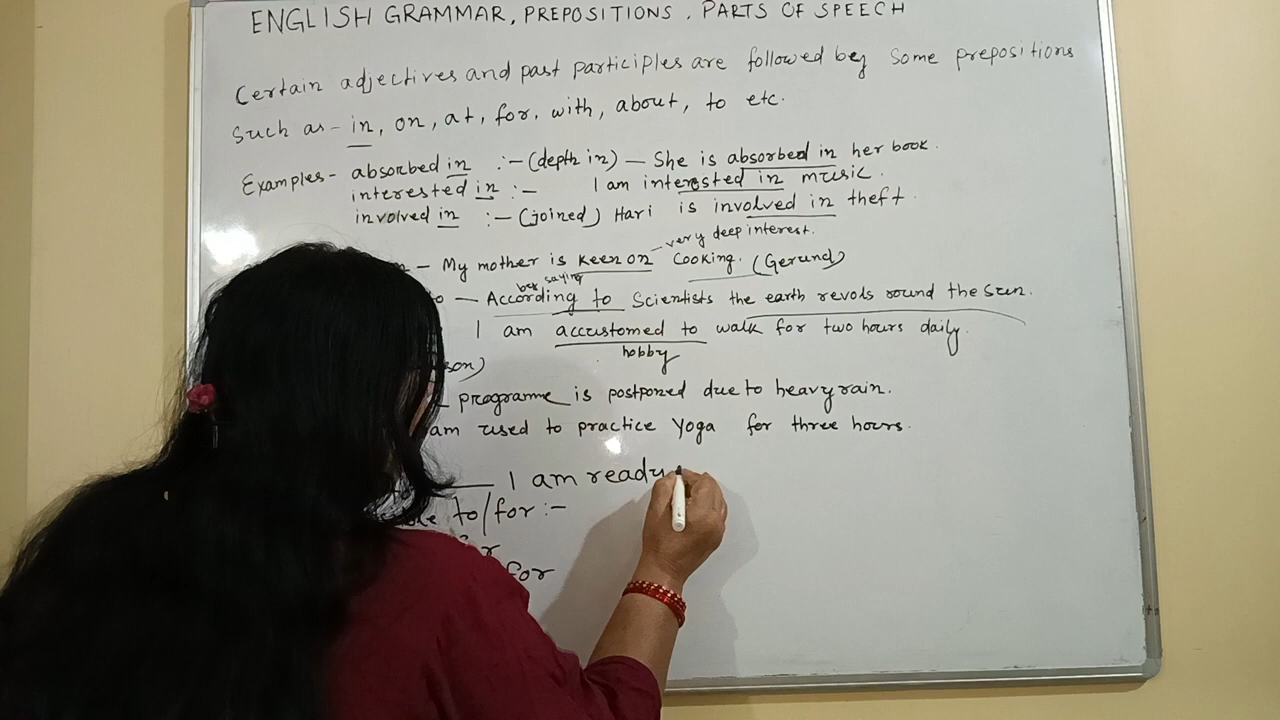 ENGLISH GRAMMAR, PREPOSITIONS, PARTS OF SPEECH
Certain adjectives and past participles are followed by some prepositions
Such as - in, on, at, for, with, about, to etc.
Examples - absorbed in :- (depth in) - She is absorbed in her book.
interested in :- I am interested in music.
involved in :- (joined) Hari is involved in theft.
- very deep interest.
- My mother is keen on cooking. (Gerund)
by saying
to - According to Scientists the earth revols round the sun.
I am accustomed to walk for two hours daily.
hobby
son)
programme is postponed due to heavy rain.
am used to practice Yoga for three hours.
I am ready
to/for :-
for